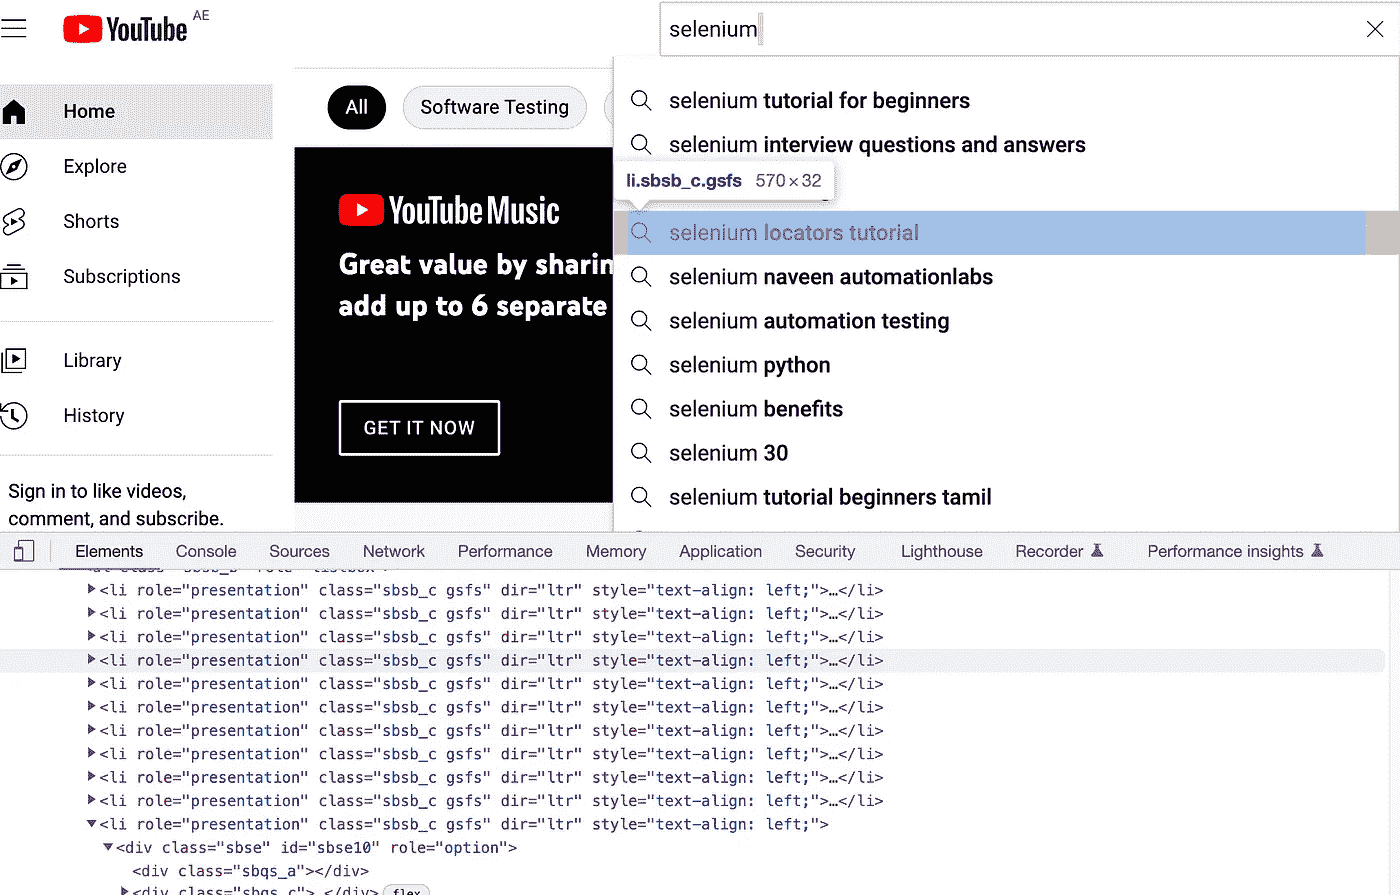 YouTube AE
selenium
Home
Explore
Shorts
Subscriptions
Library
History
Sign in to like videos,
comment, and subscribe.
All
Software Testing
YouTube Music
Great value by sharin
add up to 6 separate
GET IT NOW
selenium tutorial for beginners
selenium interview questions and answers
li.sbsb_c.gsfs 570×32
selenium locators tutorial
selenium naveen automationlabs
selenium automation testing
selenium python
selenium benefits
selenium 30
selenium tutorial beginners tamil
Elements Console Sources Network Performance Memory Application Security Lighthouse Recorder Performance insights
<li role="presentation" class="sbsb_c gsfs" dir="ltr" style="text-align: left;">…</li>
<li role="presentation" class="sbsb_c gsfs" dir="ltr" style="text-align: left;">…</li>
<li role="presentation" class="sbsb_c gsfs" dir="ltr" style="text-align: left;">…</li>
<li role="presentation" class="sbsb_c gsfs" dir="ltr" style="text-align: left;">…</li>
<li role="presentation" class="sbsb_c gsfs" dir="ltr" style="text-align: left;">…</li>
<li role="presentation" class="sbsb_c gsfs" dir="ltr" style="text-align: left;">…</li>
<li role="presentation" class="sbsb_c gsfs" dir="ltr" style="text-align: left;">…</li>
<li role="presentation" class="sbsb_c gsfs" dir="ltr" style="text-align: left;">…</li>
<li role="presentation" class="sbsb_c gsfs" dir="ltr" style="text-align: left;">…</li>
<li role="presentation" class="sbsb_c gsfs" dir="ltr" style="text-align: left;">…</li>
<li role="presentation" class="sbsb_c gsfs" dir="ltr" style="text-align: left;">
<div class="sbse" id="sbse10" role="option">
<div class="sbqs_a"></div>
<div class="sbqs_c"> </div> flex